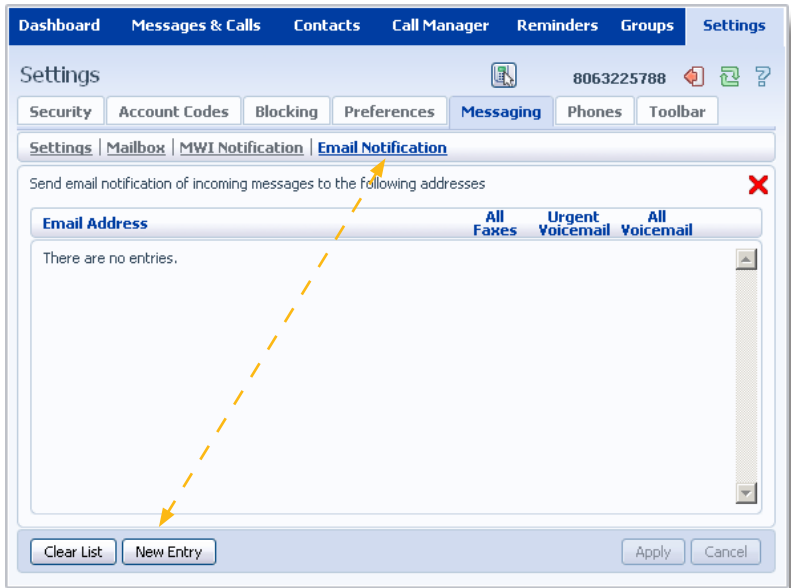 Dashboard Messages & Calls Contacts Call Manager Reminders Groups Settings
Settings 8063225788
Security Account Codes Blocking Preferences Messaging Phones Toolbar
Settings | Mailbox | MWI Notification | Email Notification
Send email notification of incoming messages to the following addresses
Email Address All Faxes Urgent Voicemail All Voicemail
There are no entries.
Clear List New Entry Apply Cancel